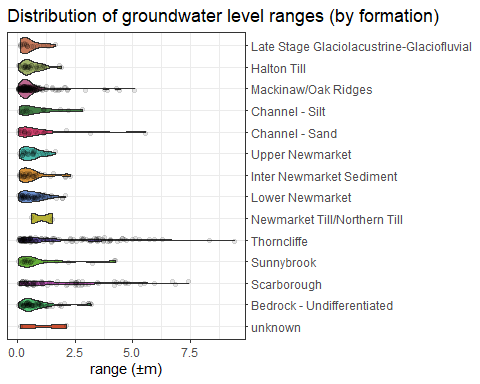 Distribution of groundwater level ranges (by formation)
Late Stage Glaciolacustrine-Glaciofluvial
Halton Till
Mackinaw/Oak Ridges
Channel - Silt
Channel - Sand
Upper Newmarket
Inter Newmarket Sediment
Lower Newmarket
Newmarket Till/Northern Till
Thorncliffe
Sunnybrook
Scarborough
Bedrock - Undifferentiated
unknown
0.0 2.5 5.0 7.5
range (±m)